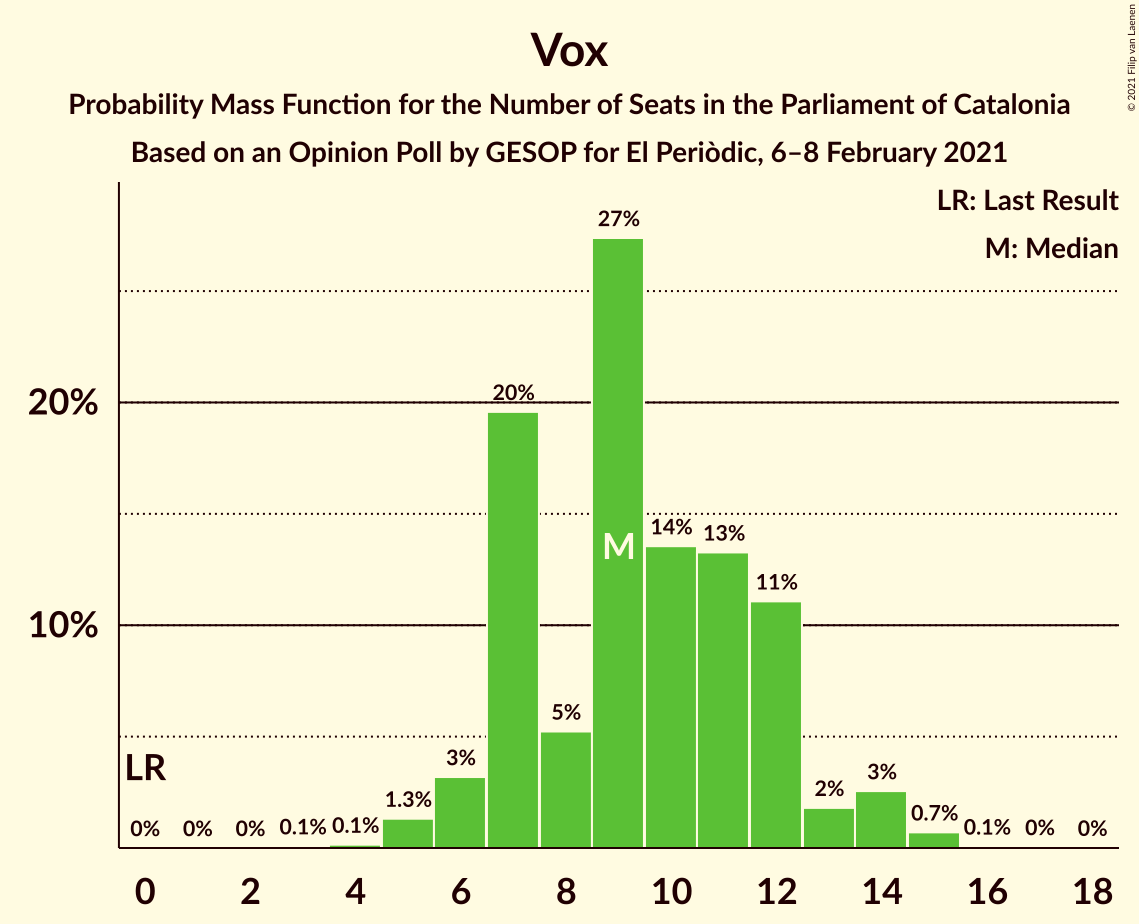 Vox
Probability Mass Function for the Number of Seats in the Parliament of Catalonia
Based on an Opinion Poll by GESOP for El Periòdic, 6–8 February 2021
© 2021 Filip van Laenen
LR: Last Result
M: Median
20%
10%
LR
0%
0%
0%
0.1%
0.1%
1.3%
3%
20%
5%
27%
M
14%
13%
11%
2%
3%
0.7%
0.1%
0%
0%
0 2 4 6 8 10 12 14 16 18